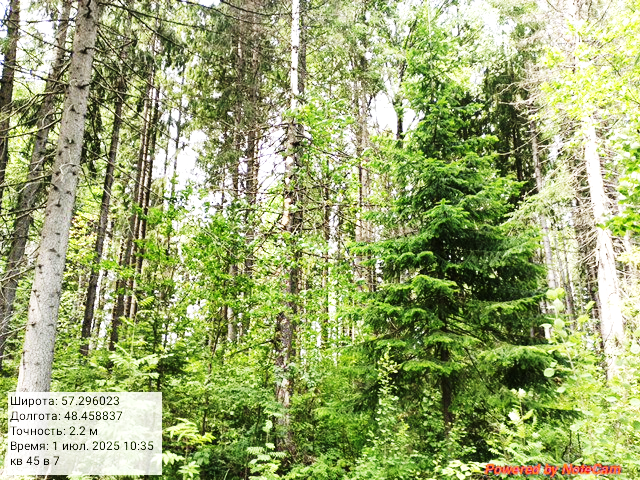 Широта: 57.296023
Долгота: 48.458837
Точность: 2.2 м
Время: 1 июл. 2025 10:35
кв 45 в 7
Powered by NoteCam